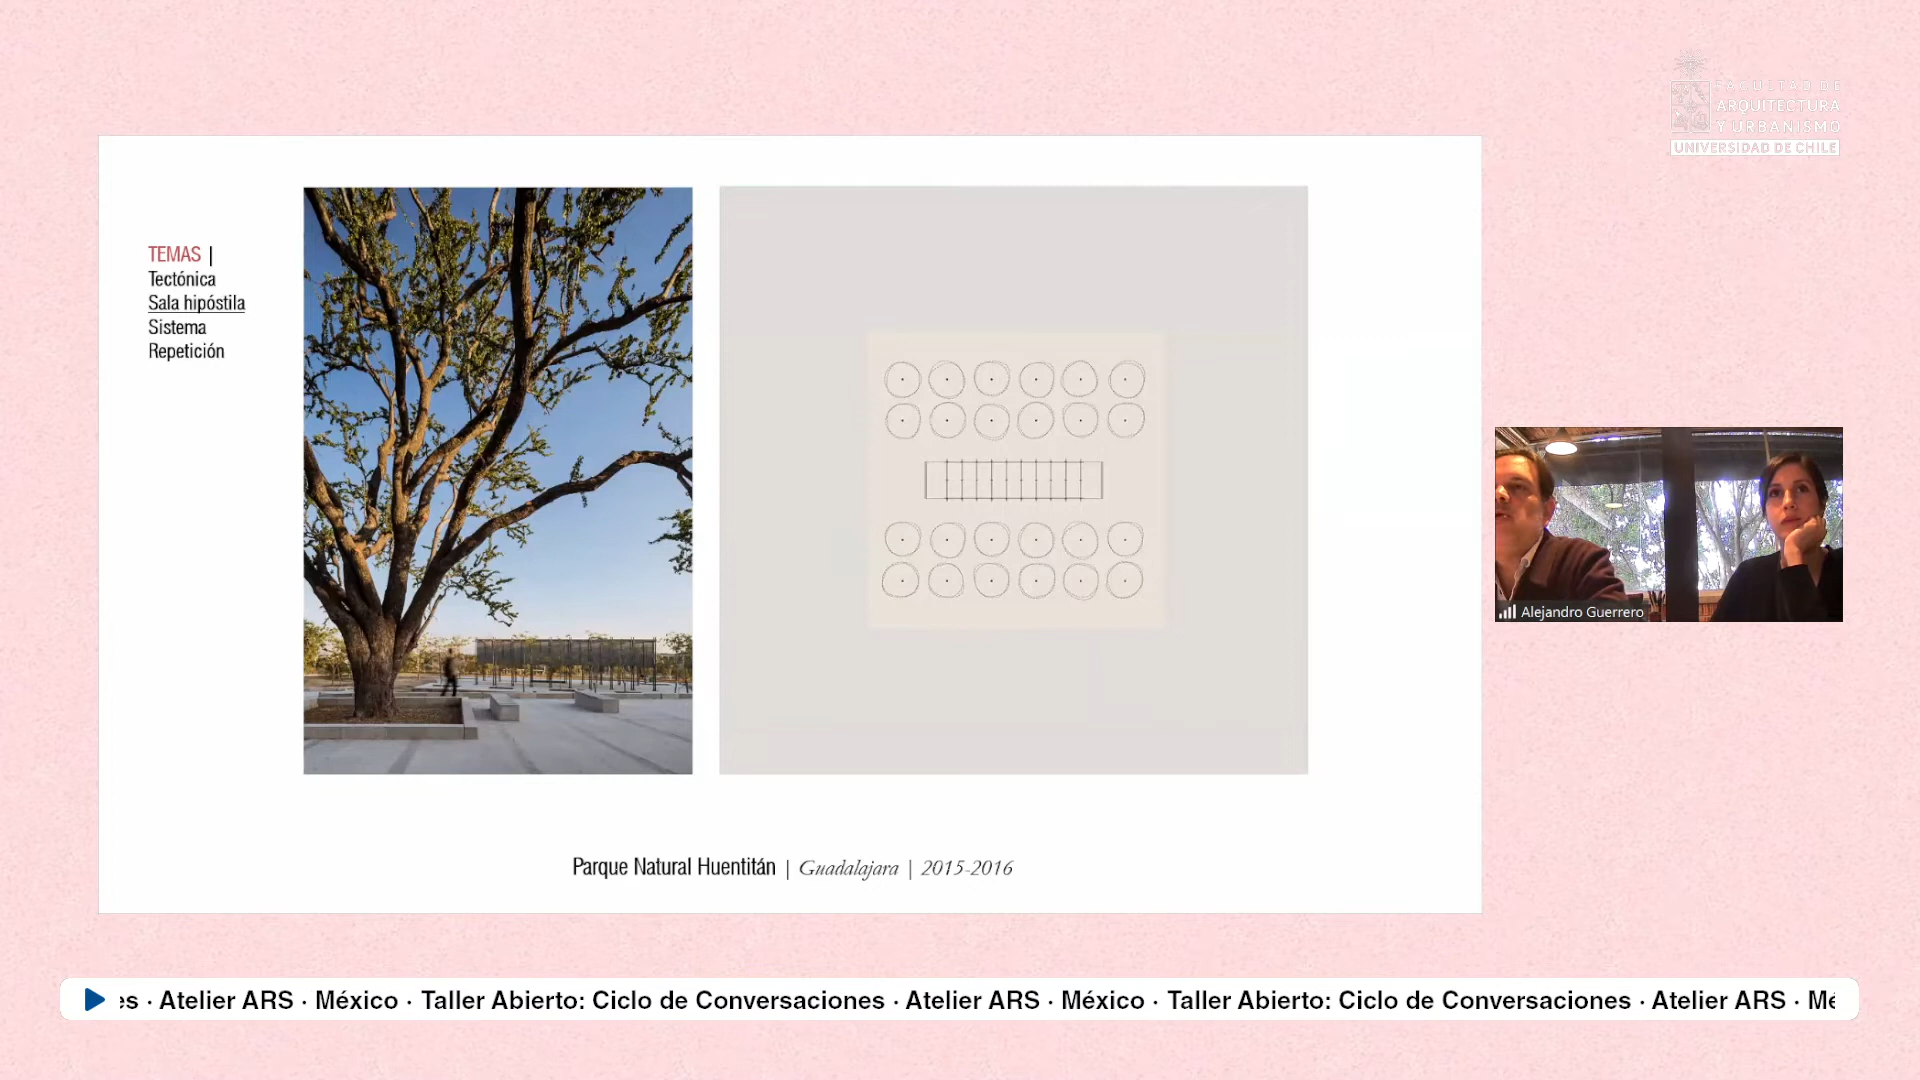 FACULTAD DE
ARQUITECTURA
Y URBANISMO
UNIVERSIDAD DE CHILE
TEMAS |
Tectónica
Sala hipóstila
Sistema
Repetición
Alejandro Guerrero
Parque Natural Huentitán | Guadalajara | 2015-2016
es · Atelier ARS · México · Taller Abierto: Ciclo de Conversaciones · Atelier ARS · México · Taller Abierto: Ciclo de Conversaciones · Atelier ARS · Mé